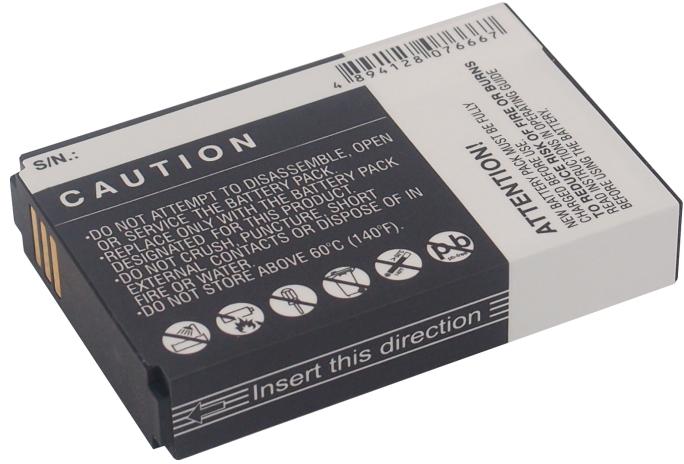 S/N.:
4 894128 076667
CAUTION
•DO NOT ATTEMPT TO DISASSEMBLE, OPEN
OR SERVICE THE BATTERY PACK.
•REPLACE ONLY WITH THE BATTERY PACK
DESIGNATED FOR THIS PRODUCT.
•DO NOT CRUSH, PUNCTURE, SHORT
EXTERNAL CONTACTS OR DISPOSE OF IN
FIRE OR WATER.
•DO NOT STORE ABOVE 60°C (140°F).
pb
pb-free
Insert this direction
ATTENTION!
NEW BATTERY PACK MUST BE FULLY
CHARGED BEFORE USE.
TO REDUCE RISK OF FIRE OR BURNS
READ INSTRUCTIONS IN OPERATING GUIDE
BEFORE USING THE BATTERY.